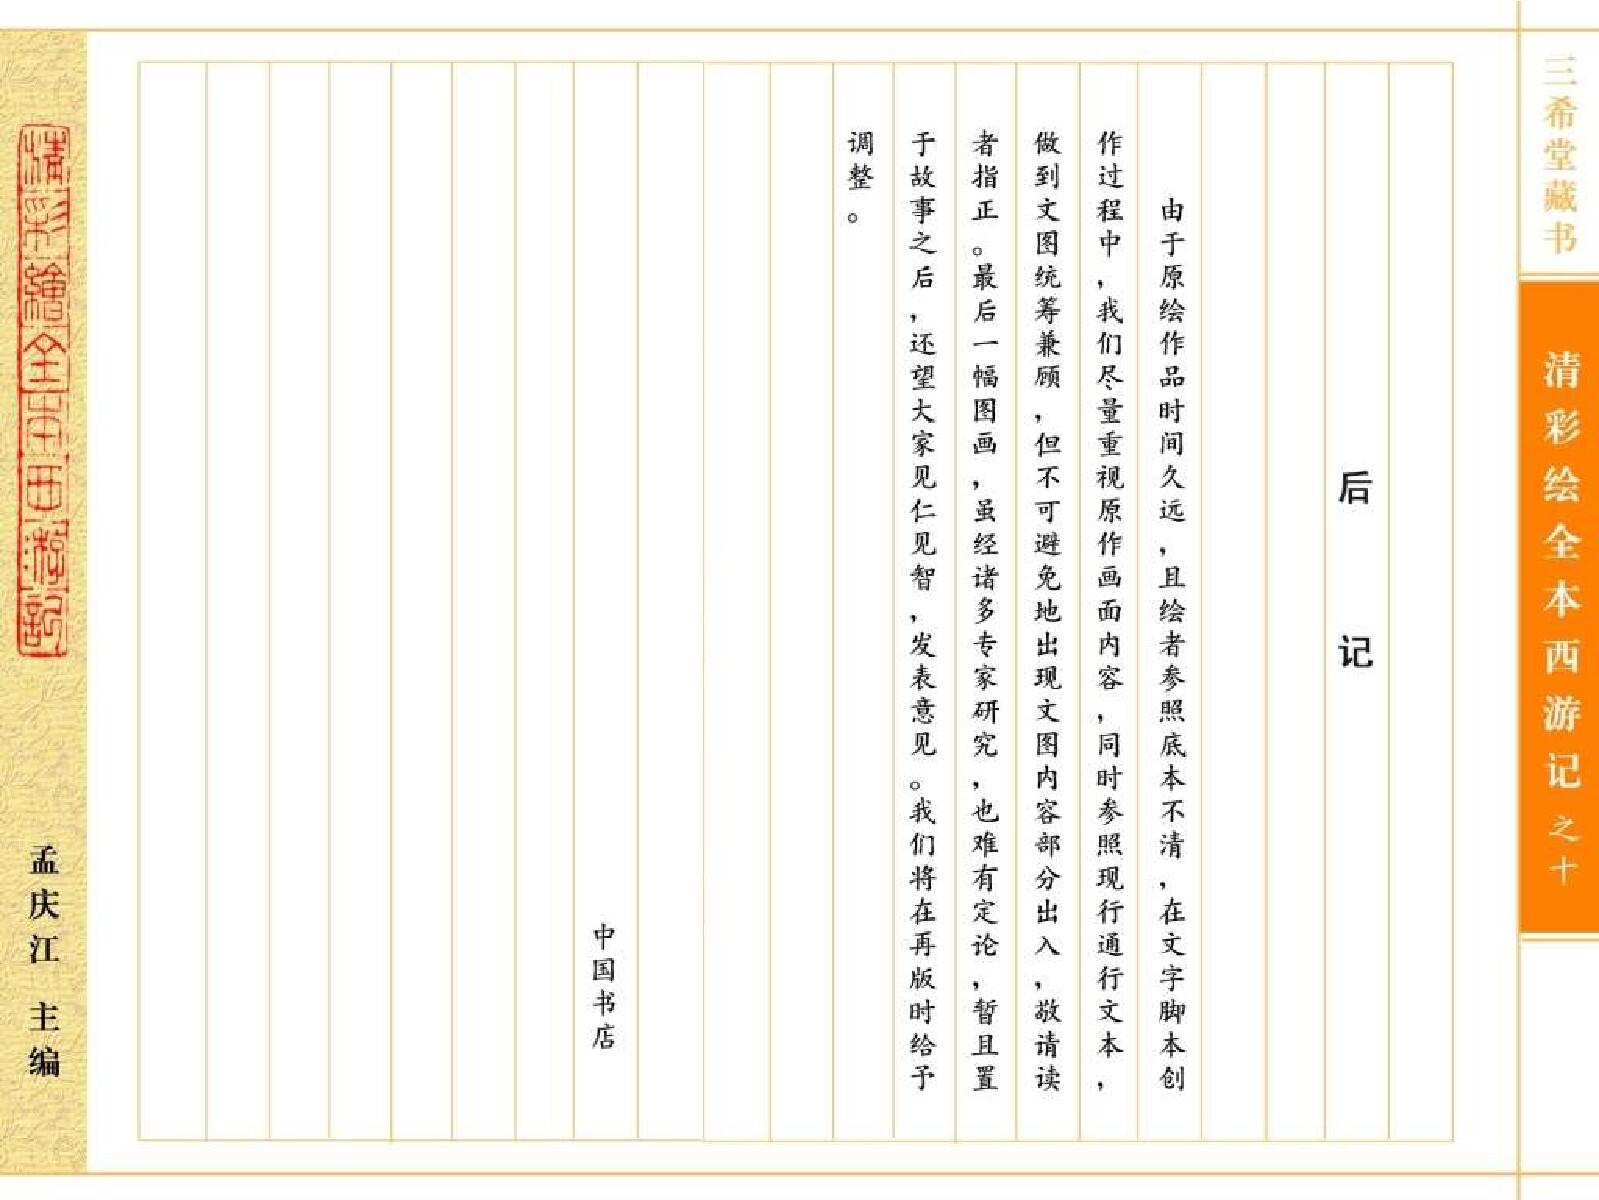 三希堂藏书
清彩绘全本西游记之十
后记
由于原绘作品时间久远，且绘者参照底本不清，在文字脚本创
作过程中，我们尽量重视原作画面内容，同时参照现行通行文本，
做到文图统筹兼顾，但不可避免地出现文图内容部分出入，敬请读
者指正。最后一幅图画，虽经诸多专家研究，也难有定论，暂且置
于故事之后，还望大家见仁见智，发表意见。我们将在再版时给予
调整。
中国书店
清彩繪全本西游記
孟庆江 主编